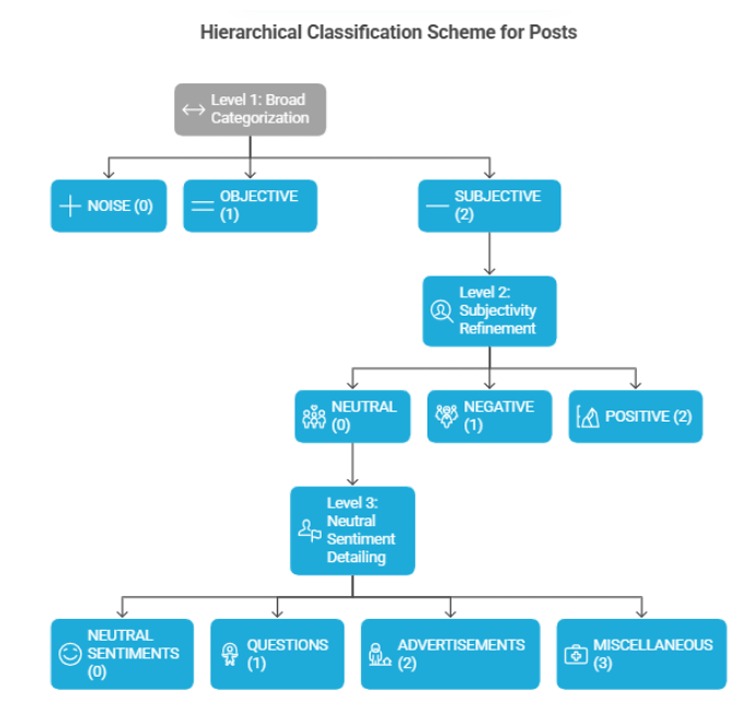 Hierarchical Classification Scheme for Posts
Level 1: Broad
Categorization
NOISE (0)
OBJECTIVE
(1)
SUBJECTIVE
(2)
Level 2:
Subjectivity
Refinement
NEUTRAL
(0)
NEGATIVE
(1)
POSITIVE (2)
Level 3:
Neutral
Sentiment
Detailing
NEUTRAL
SENTIMENTS
(0)
QUESTIONS
(1)
ADVERTISEMENTS
(2)
MISCELLANEOUS
(3)